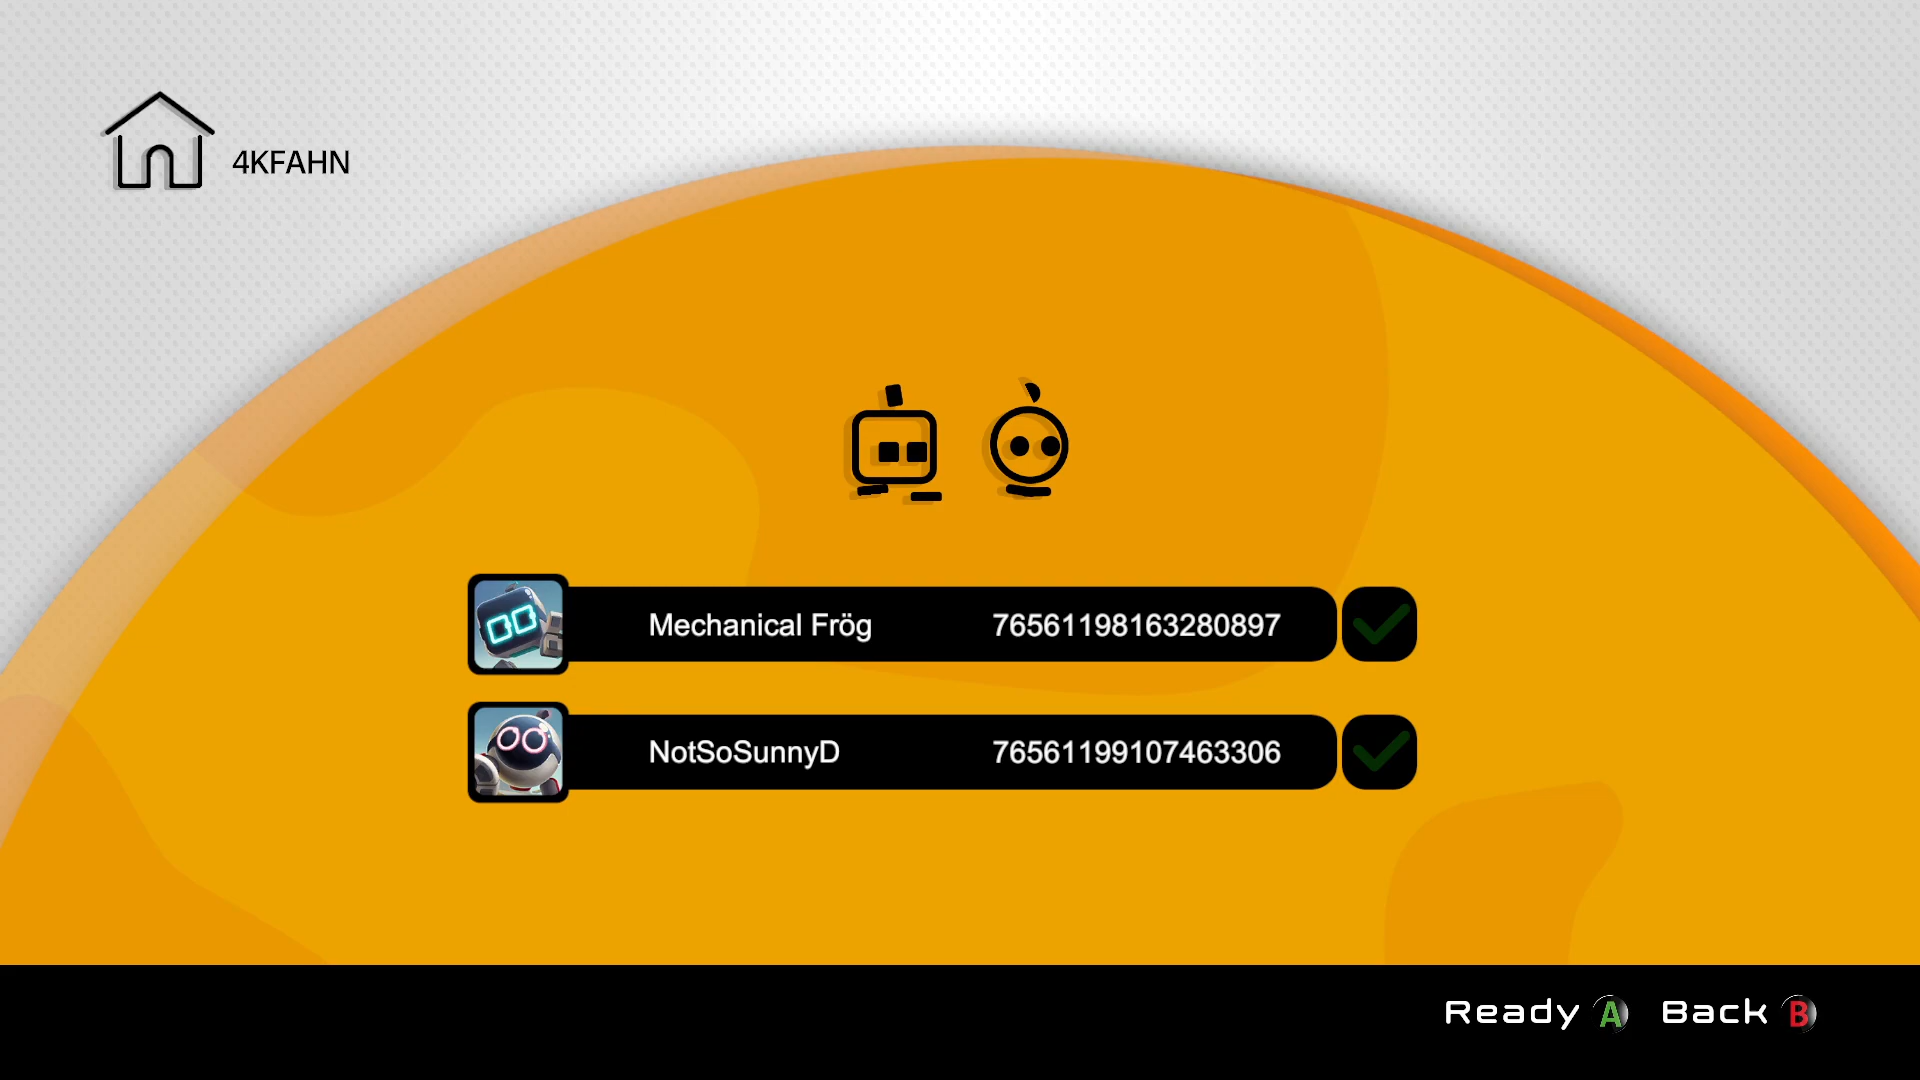 4KFAHN
Mechanical Frög 76561198163280897
NotSoSunnyD 76561199107463306
Ready A Back B